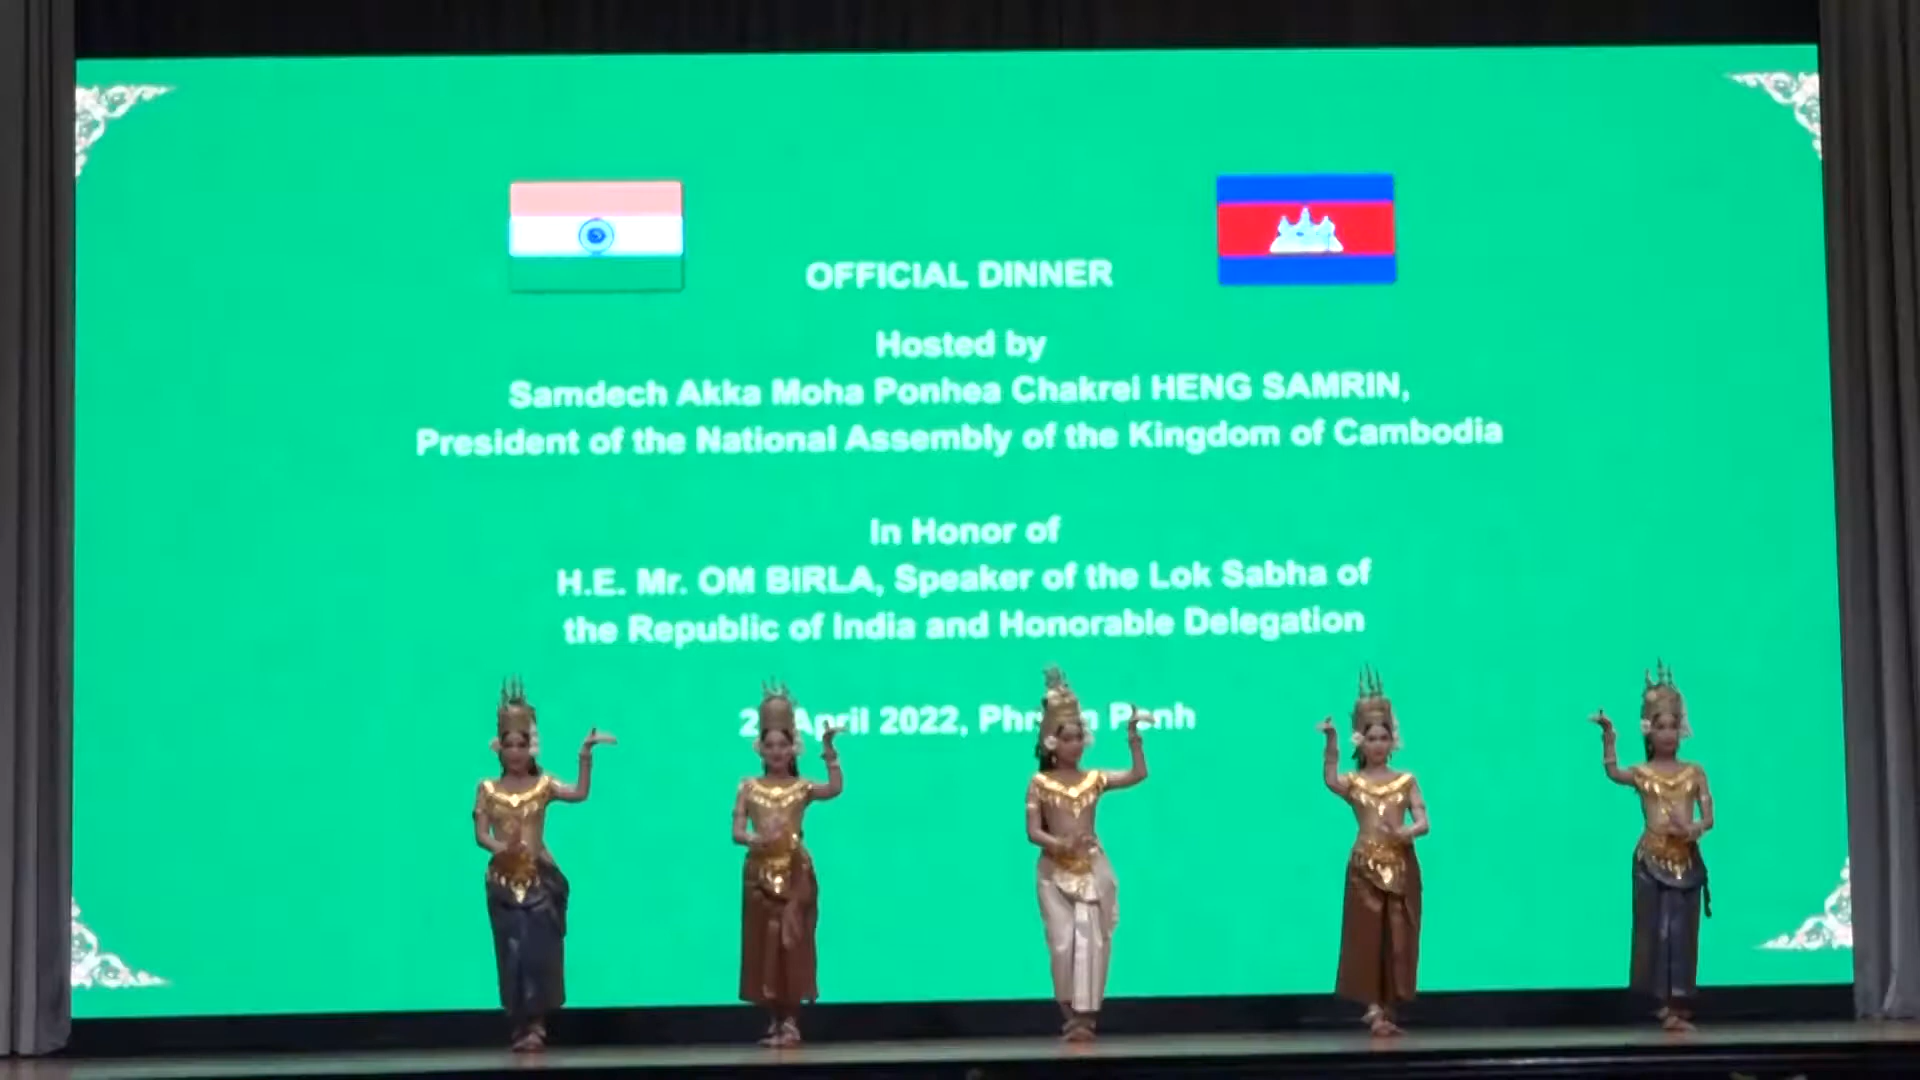 OFFICIAL DINNER
Hosted by
Samdech Akka Moha Ponhea Chakrei HENG SAMRIN,
President of the National Assembly of the Kingdom of Cambodia
In Honor of
H.E. Mr. OM BIRLA, Speaker of the Lok Sabha of
the Republic of India and Honorable Delegation
April 2022, Phnom Penh